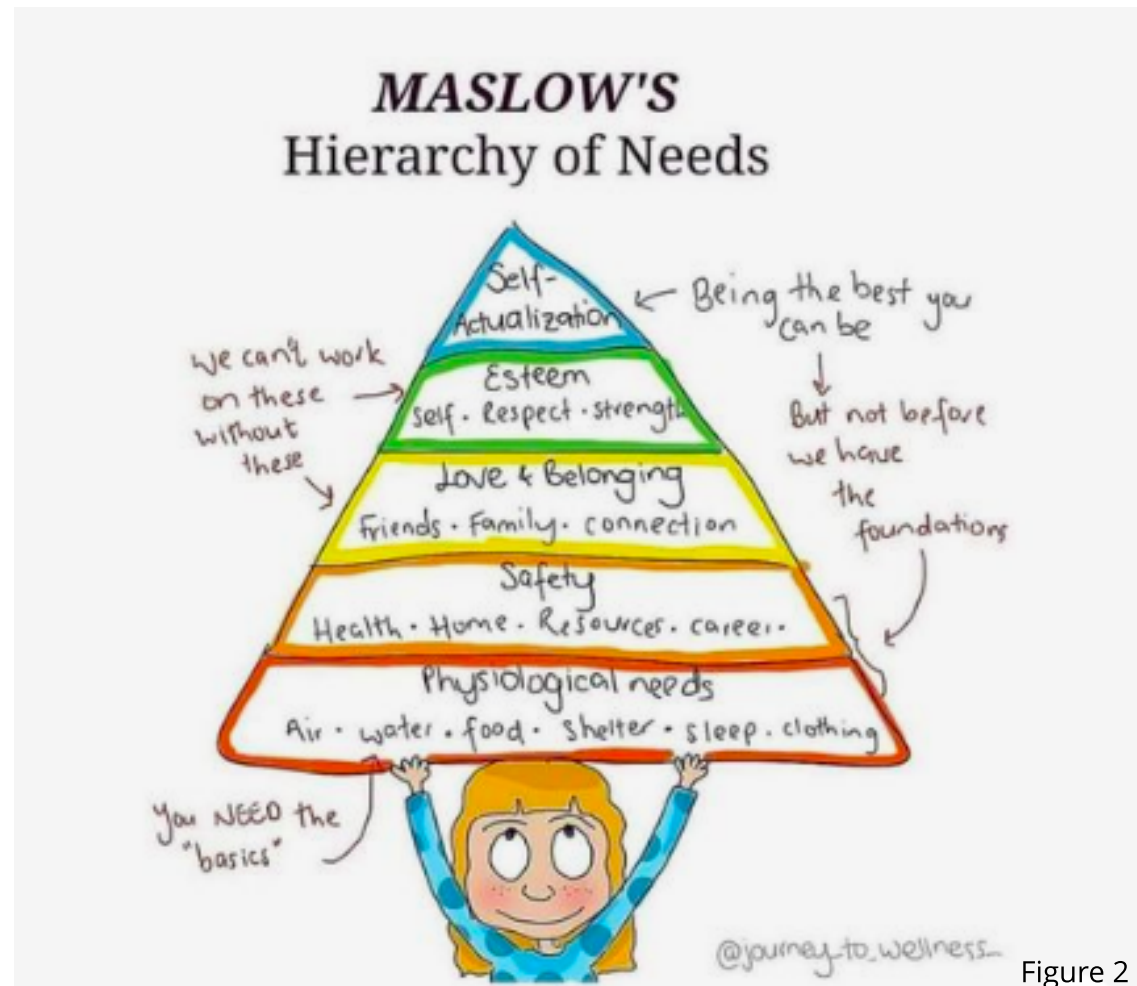 MASLOW'S
Hierarchy of Needs
Self-
Actualization
Being the best you
can be
But not before
we have
the
foundations
we can't work
on these
without
these
Esteem
Self · Respect · strength
Love & Belonging
Friends · Family · connection
Safety
Health · Home · Resources · career ·
Physiological needs
Air · water · food · shelter · sleep · clothing
You NEED the
"basics"
@journey_to_wellness_
Figure 2